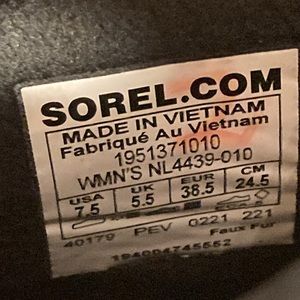 SOREL.COM
MADE IN VIETNAM
Fabriqué Au Vietnam
1951371010
WMN'S NL4439-010
USA UK EUR CM
7.5 5.5 38.5 24.5
40179 PEV 0221 221
Faux Fur